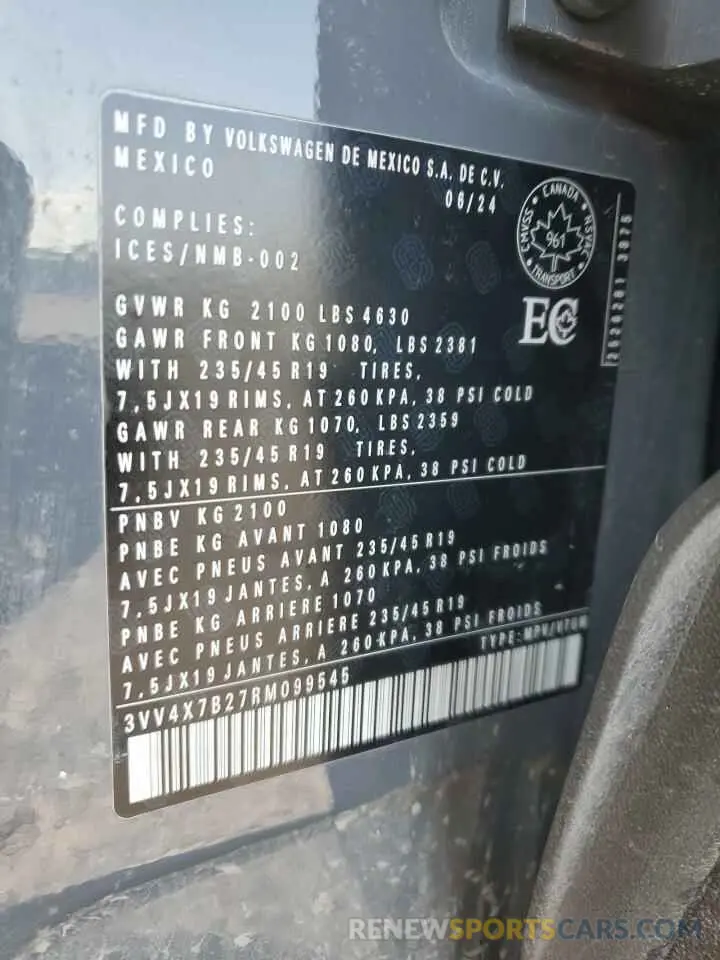 MFD BY VOLKSWAGEN DE MEXICO S.A. DE C.V.
MEXICO
06/24
COMPLIES:
ICES/NMB-002
CANADA
CMVSS
NSVAC
961
TRANSPORT
EC
GVWR KG 2100 LBS 4630
GAWR FRONT KG 1080, LBS 2381
WITH 235/45 R19 TIRES,
7,5JX19 RIMS, AT 260 KPA, 38 PSI COLD
GAWR REAR KG 1070, LBS 2359
WITH 235/45 R19 TIRES,
7,5JX19 RIMS, AT 260 KPA, 38 PSI COLD
PNBV KG 2100
PNBE KG AVANT 1080
AVEC PNEUS AVANT 235/45 R19
7,5JX19 JANTES, A 260 KPA, 38 PSI FROIDS
PNBE KG ARRIERE 1070
AVEC PNEUS ARRIERE 235/45 R19
7,5JX19 JANTES, A 260 KPA, 38 PSI FROIDS
3VV4X7B27RM099545
TYPE: MPV/VTUM
RENEWSPORTSCARS.COM